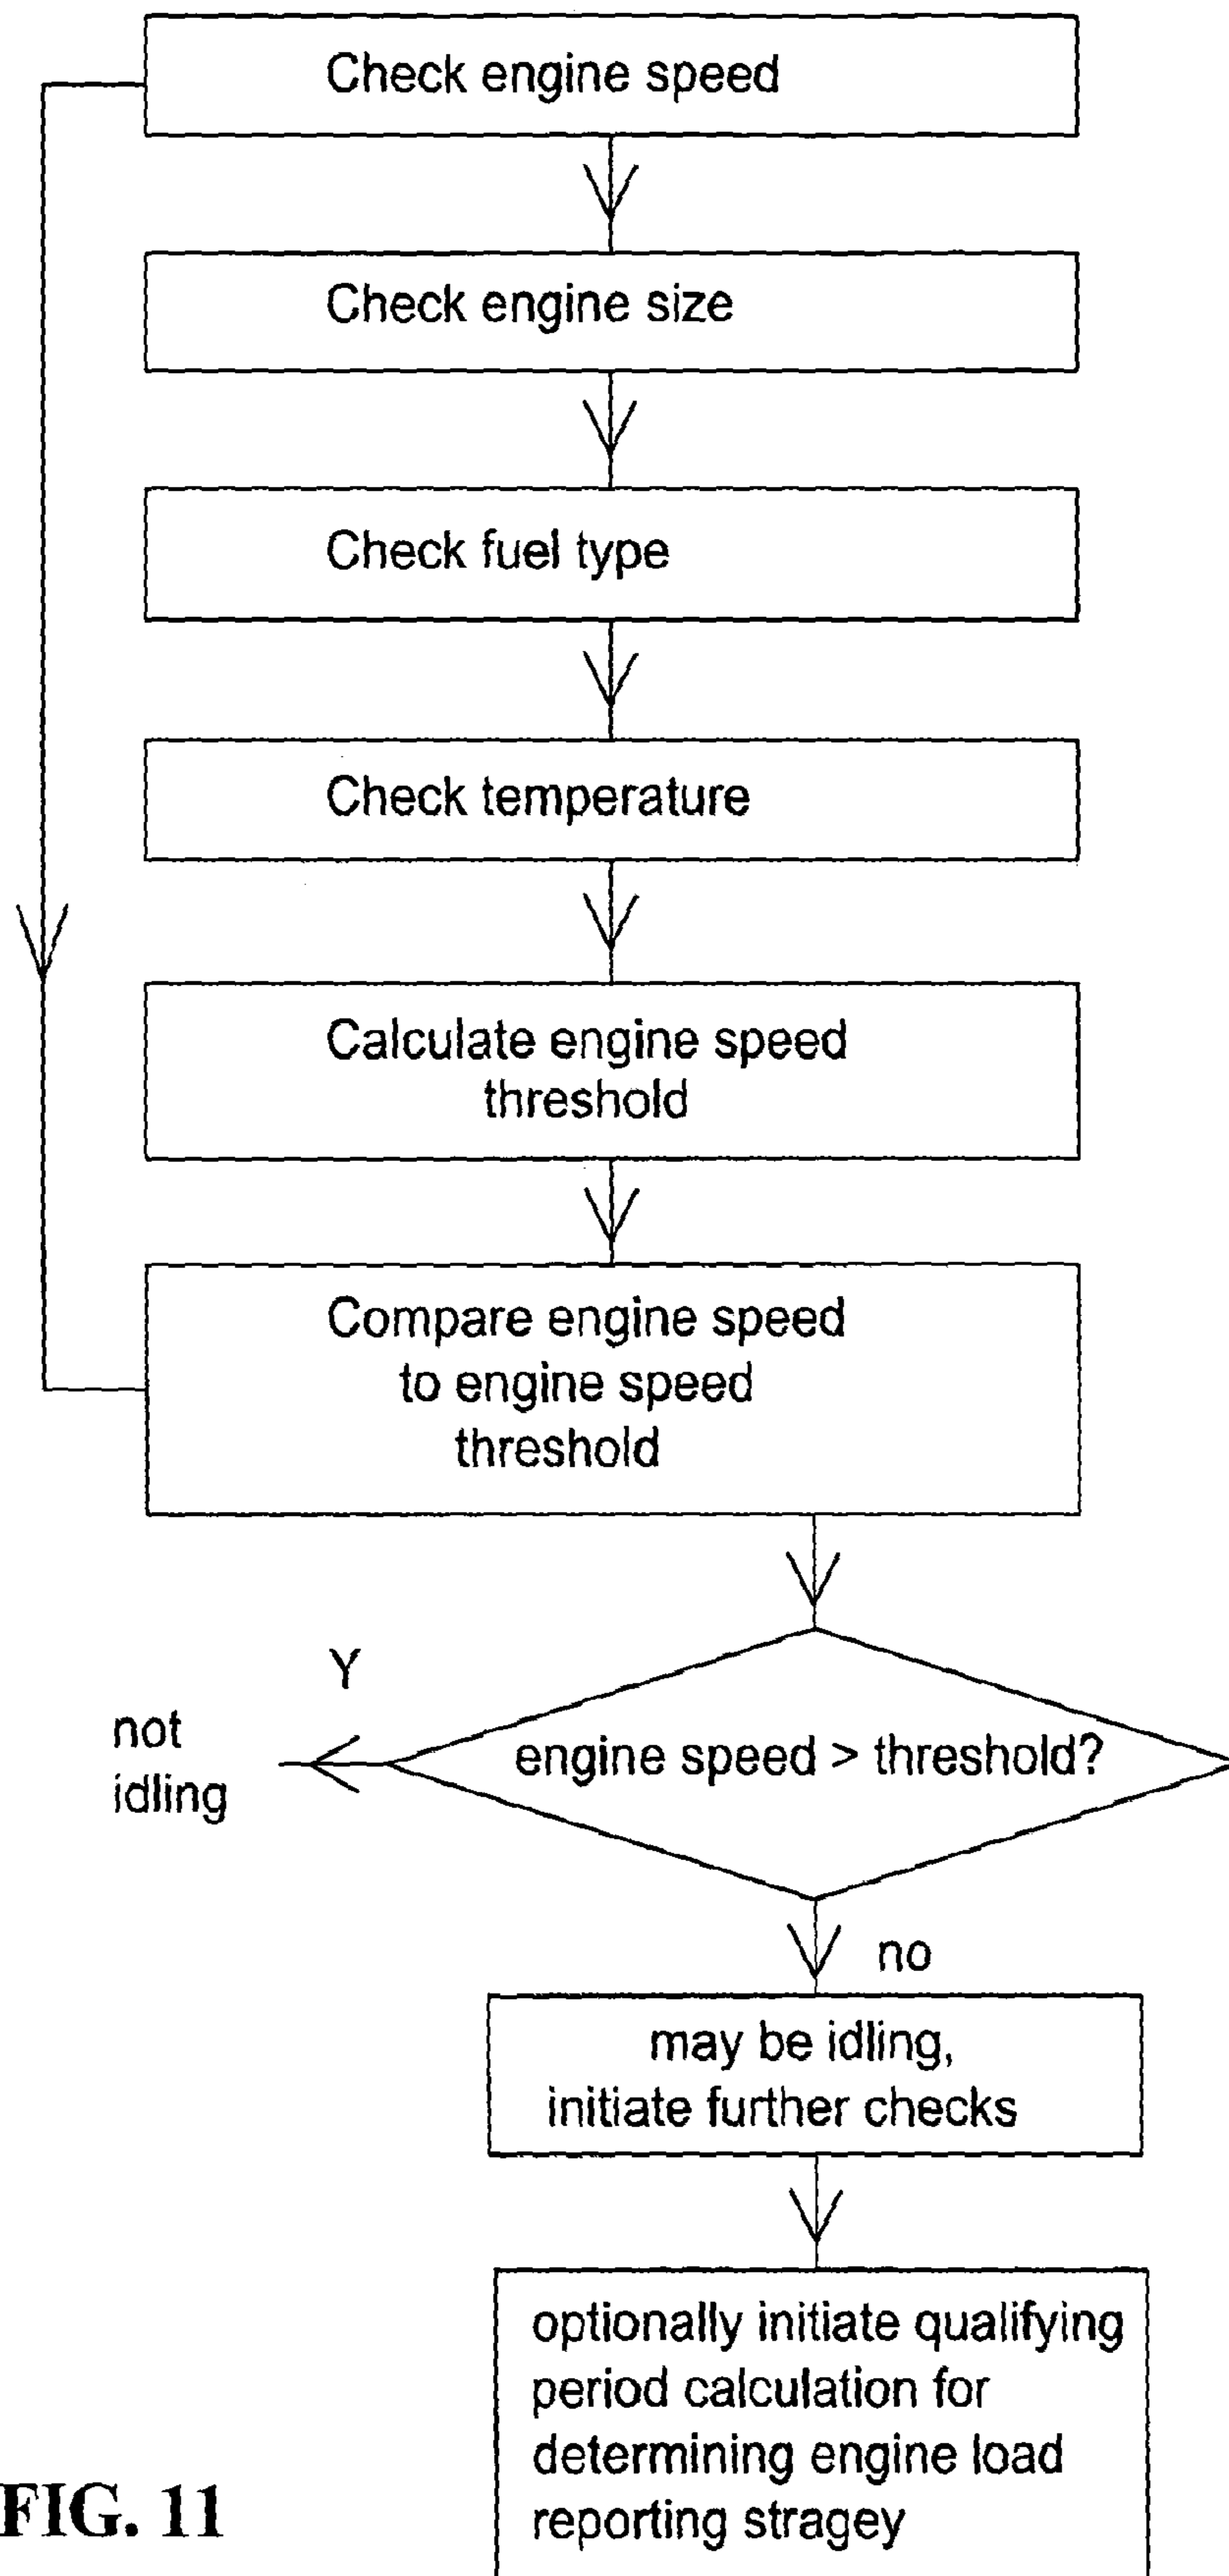 Check engine speed
Check engine size
Check fuel type
Check temperature
Calculate engine speed
threshold
Compare engine speed
to engine speed
threshold
Y
not
idling
engine speed > threshold?
no
may be idling,
initiate further checks
optionally initiate qualifying
period calculation for
determining engine load
reporting stragey
FIG. 11